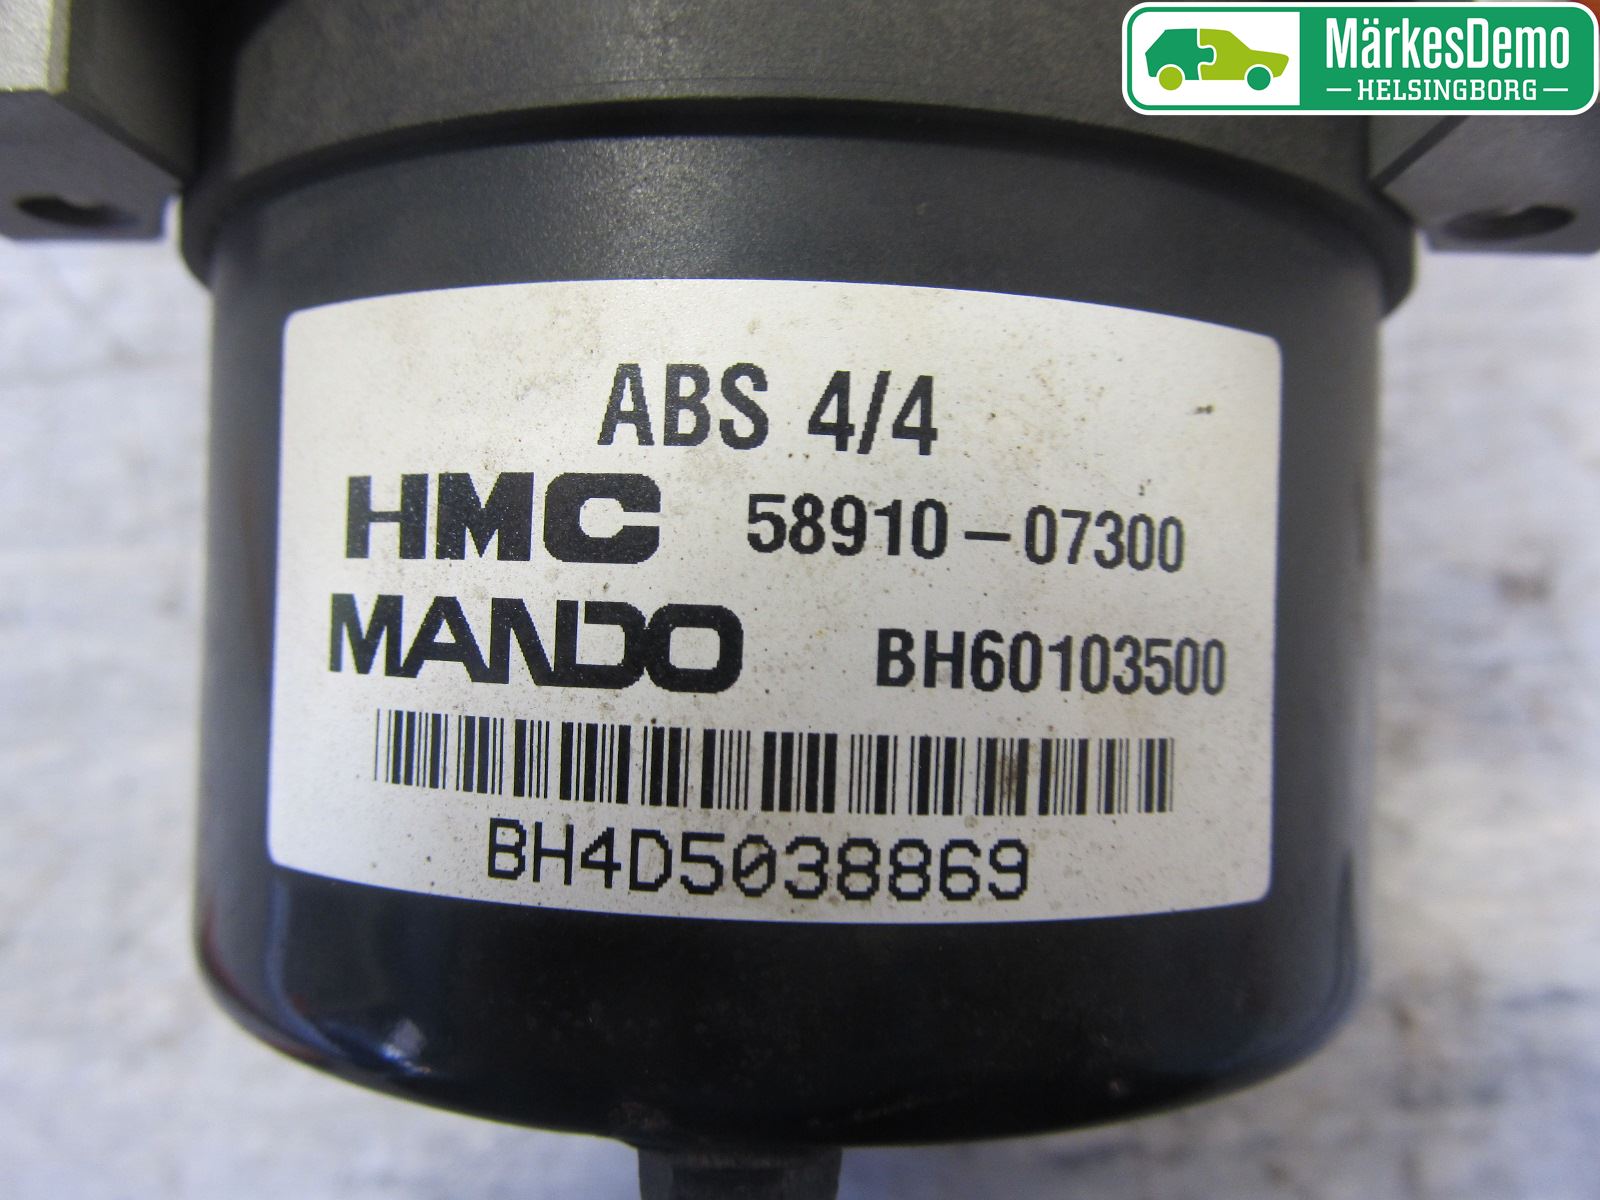 MärkesDemo
HELSINGBORG
ABS 4/4
HMC 58910-07300
MANDO BH60103500
BH4D5038869